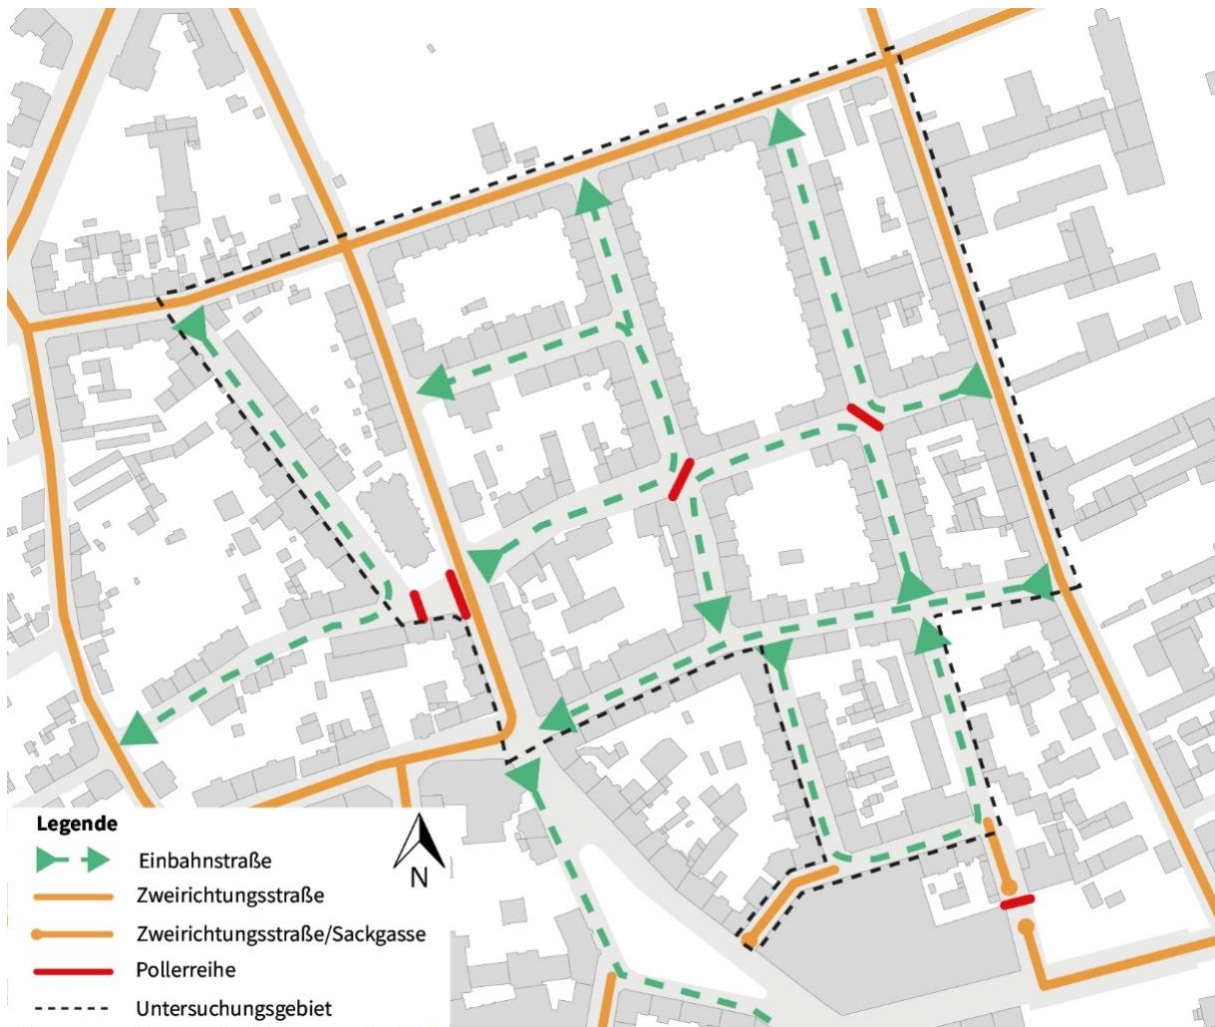 Legende
N
Einbahnstraße
Zweirichtungsstraße
Zweirichtungsstraße/Sackgasse
Pollerreihe
Untersuchungsgebiet